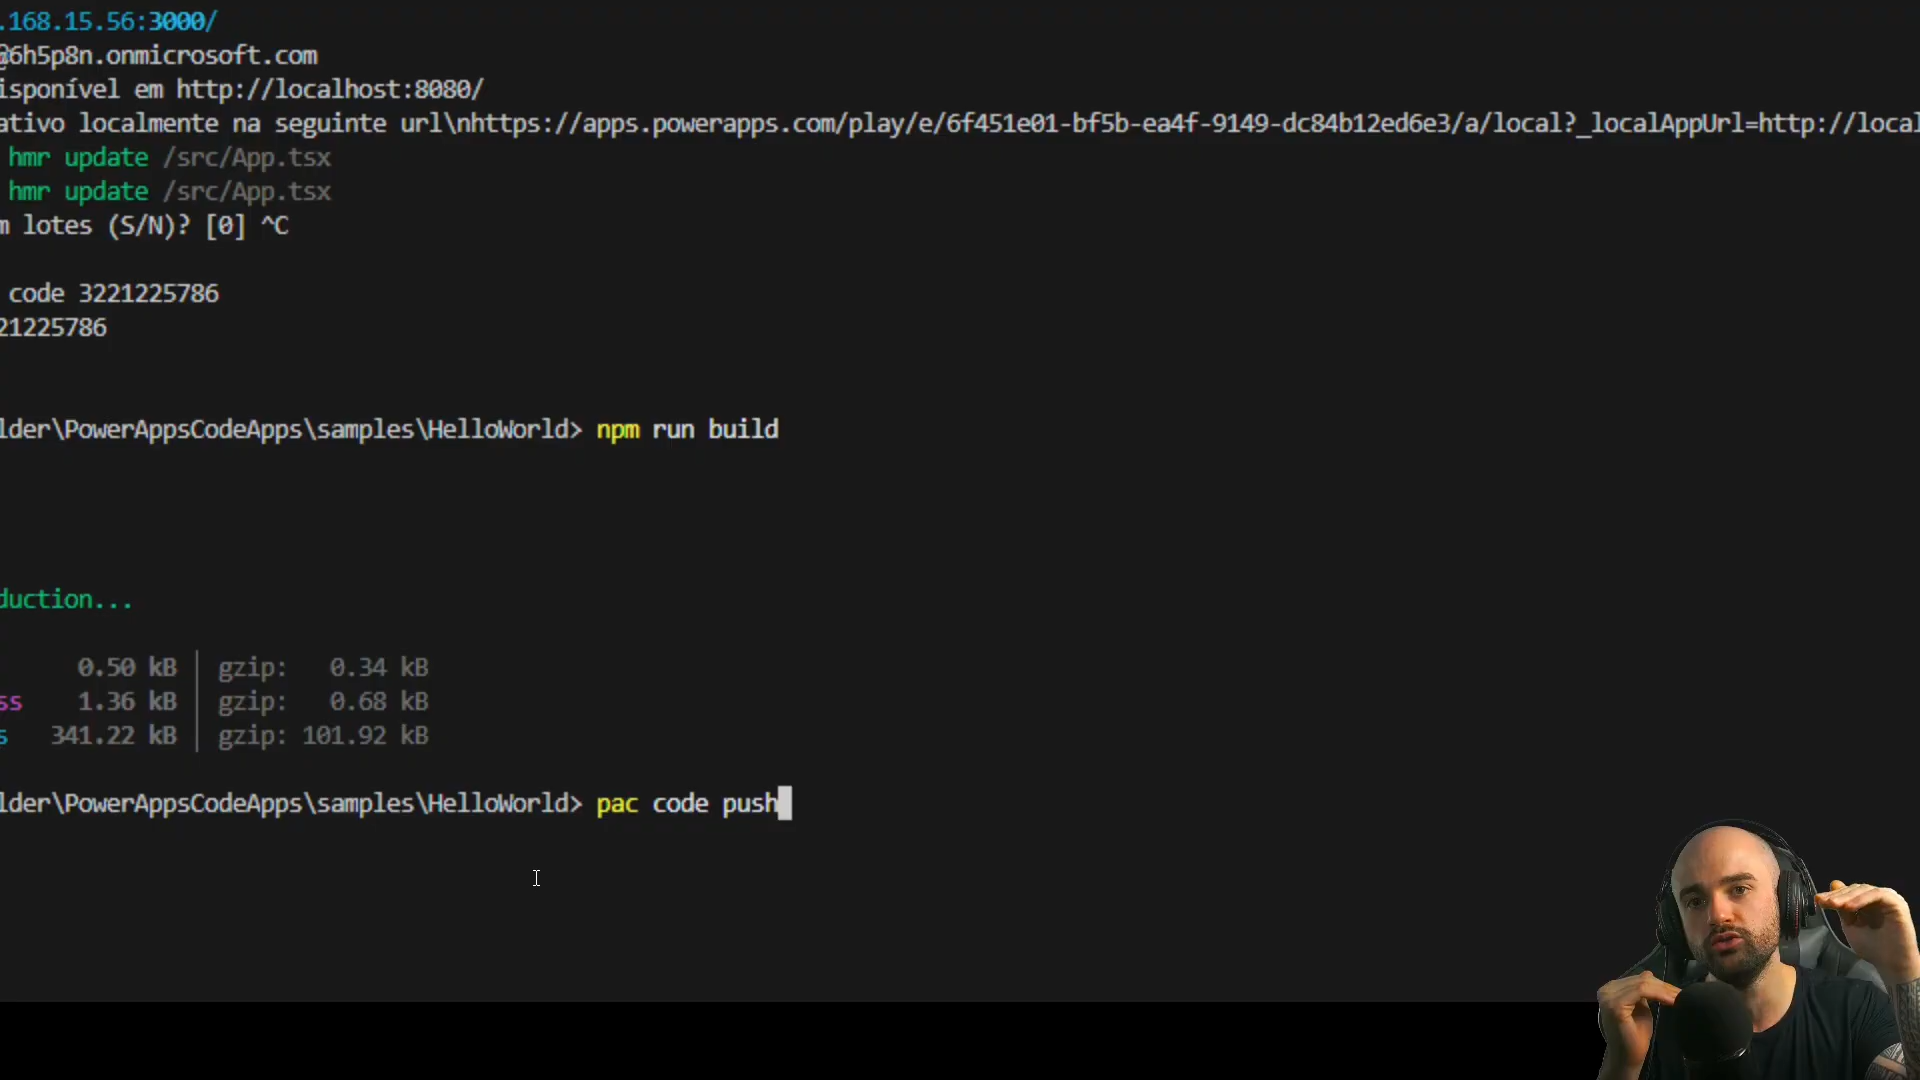 .168.15.56:3000/
@6h5p8n.onmicrosoft.com
isponível em http://localhost:8080/
ativo localmente na seguinte url\nhttps://apps.powerapps.com/play/e/6f451e01-bf5b-ea4f-9149-dc84b12ed6e3/a/local?_localAppUrl=http://local
hmr update /src/App.tsx
hmr update /src/App.tsx
m lotes (S/N)? [0] ^C
code 3221225786
21225786
lder\PowerAppsCodeApps\samples\HelloWorld> npm run build
duction...
0.50 kB │ gzip: 0.34 kB
ss 1.36 kB │ gzip: 0.68 kB
s 341.22 kB │ gzip: 101.92 kB
lder\PowerAppsCodeApps\samples\HelloWorld> pac code push